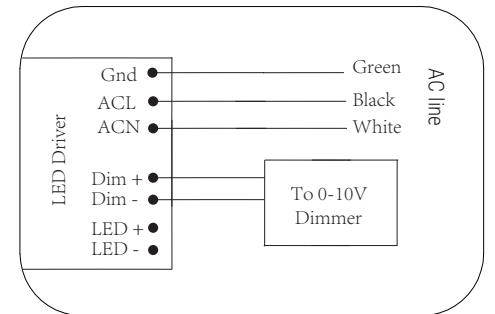 LED Driver
Gnd
ACL
ACN
Dim +
Dim -
LED +
LED -
Green
Black
White
AC line
To 0-10V
Dimmer